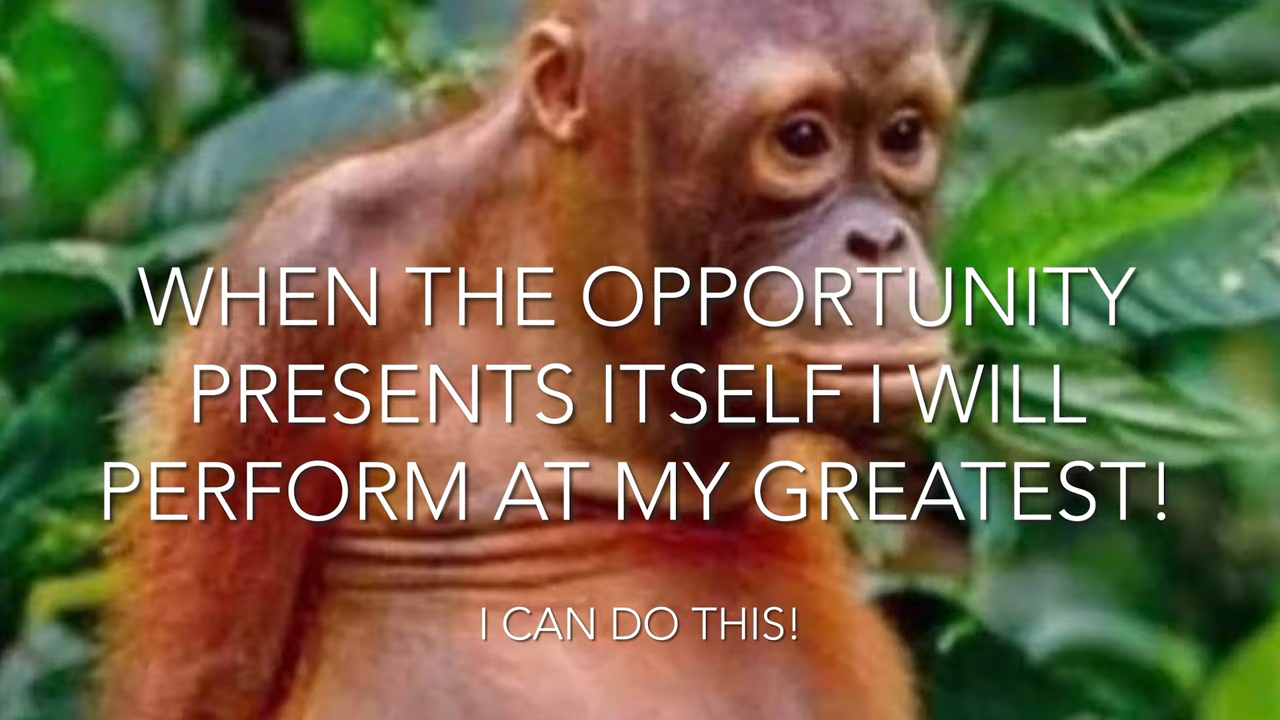 WHEN THE OPPORTUNITY
PRESENTS ITSELF I WILL
PERFORM AT MY GREATEST!
I CAN DO THIS!